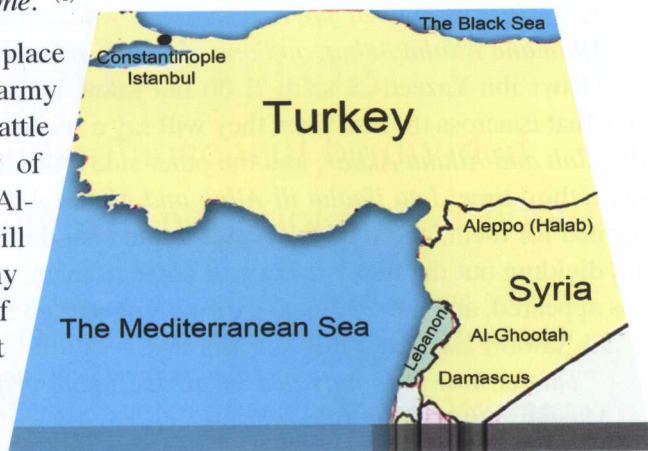 me.
place
army
attle
of
Al-
ill
y
f
t
The Black Sea
Constantinople
Istanbul
Turkey
Aleppo (Halab)
Syria
The Mediterranean Sea
Lebanon
Al-Ghootah
Damascus